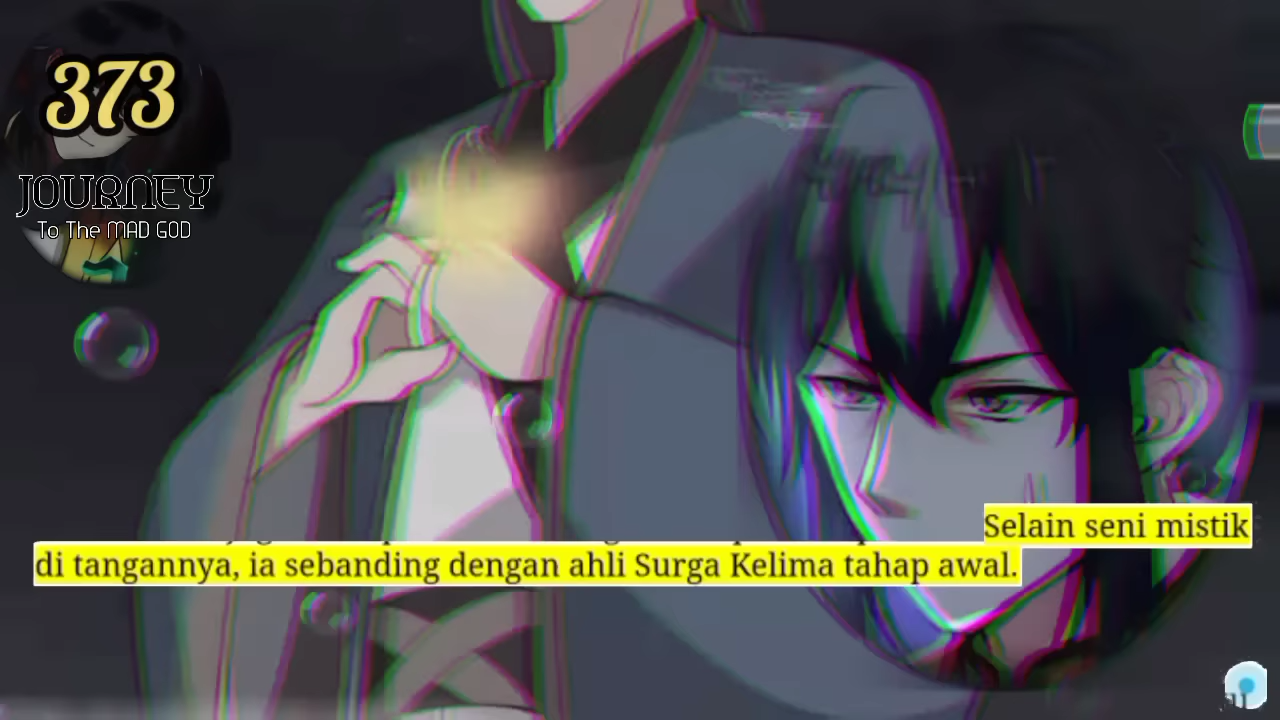 373
JOURNEY
To The MAD GOD
Selain seni mistik
di tangannya, ia sebanding dengan ahli Surga Kelima tahap awal.